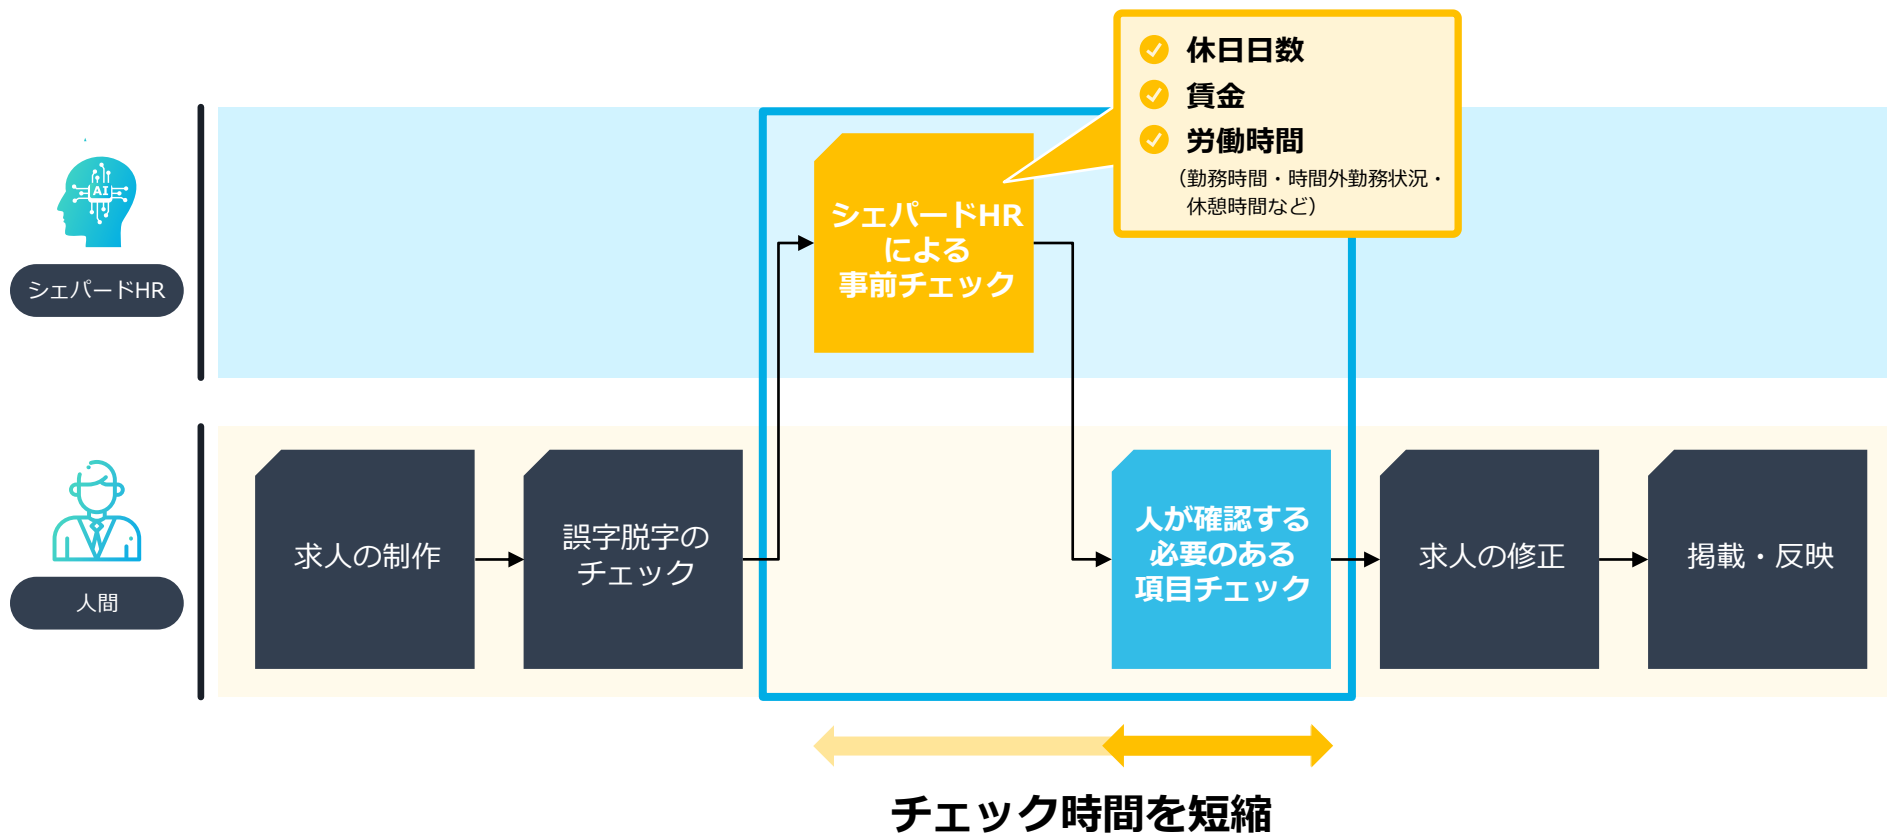 休日日数
賃金
労働時間
（勤務時間・時間外勤務状況・
休憩時間など）
AI
シェパードHR
シェパードHR
による
事前チェック
人間
求人の制作
誤字脱字の
チェック
人が確認する
必要のある
項目チェック
求人の修正
掲載・反映
チェック時間を短縮